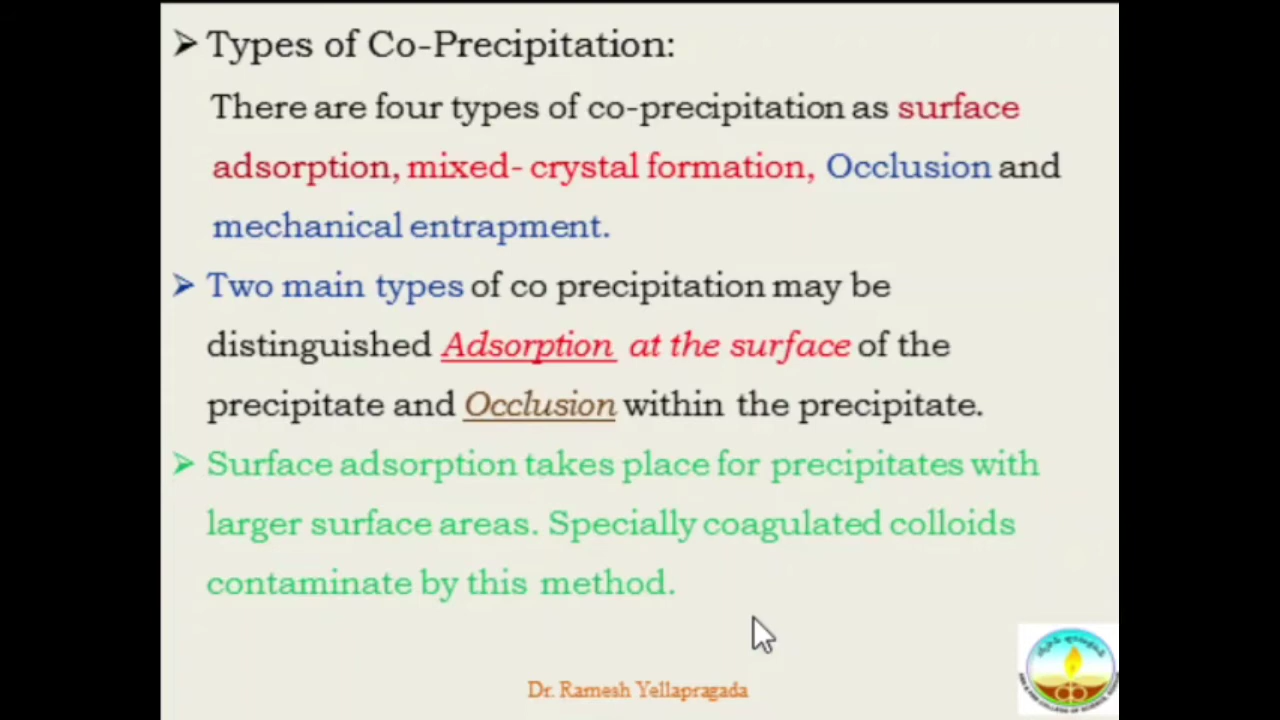 Types of Co-Precipitation:
There are four types of co-precipitation as surface
adsorption, mixed- crystal formation, Occlusion and
mechanical entrapment.
Two main types of co precipitation may be
distinguished Adsorption at the surface of the
precipitate and Occlusion within the precipitate.
Surface adsorption takes place for precipitates with
larger surface areas. Specially coagulated colloids
contaminate by this method.
Dr. Ramesh Yellapragada